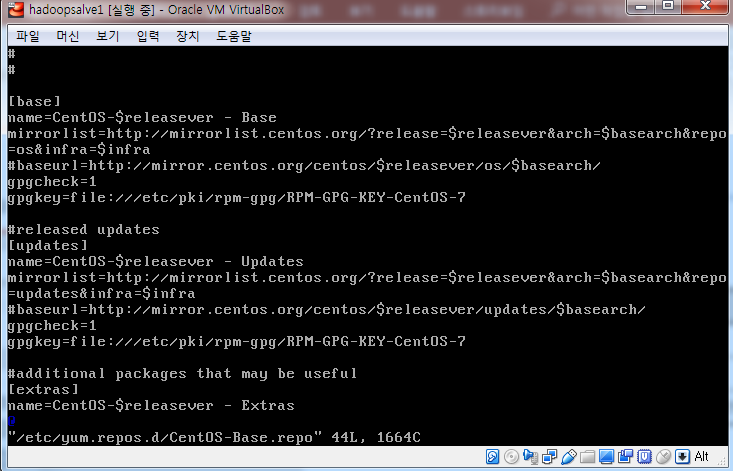 hadoopsalve1 [실행 중] - Oracle VM VirtualBox
파일 머신 보기 입력 장치 도움말
#
#
[base]
name=CentOS-$releasever - Base
mirrorlist=http://mirrorlist.centos.org/?release=$releasever&arch=$basearch&repo
=os&infra=$infra
#baseurl=http://mirror.centos.org/centos/$releasever/os/$basearch/
gpgcheck=1
gpgkey=file:///etc/pki/rpm-gpg/RPM-GPG-KEY-CentOS-7
#released updates
[updates]
name=CentOS-$releasever - Updates
mirrorlist=http://mirrorlist.centos.org/?release=$releasever&arch=$basearch&repo
=updates&infra=$infra
#baseurl=http://mirror.centos.org/centos/$releasever/updates/$basearch/
gpgcheck=1
gpgkey=file:///etc/pki/rpm-gpg/RPM-GPG-KEY-CentOS-7
#additional packages that may be useful
[extras]
name=CentOS-$releasever - Extras
@
"/etc/yum.repos.d/CentOS-Base.repo" 44L, 1664C
Alt